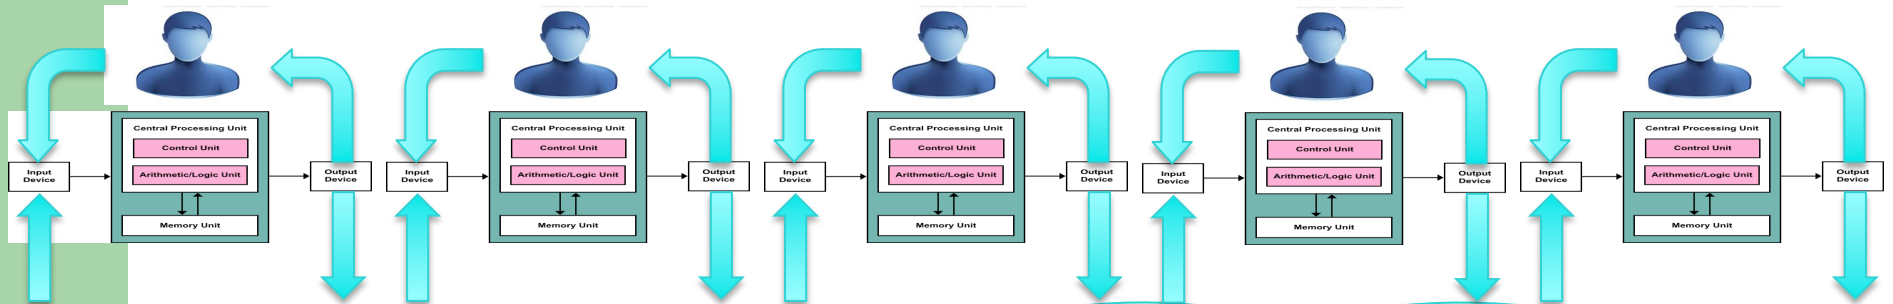 Central Processing Unit
Control Unit
Arithmetic/Logic Unit
Memory Unit
Input
Device
Output
Device
Central Processing Unit
Control Unit
Arithmetic/Logic Unit
Memory Unit
Input
Device
Output
Device
Central Processing Unit
Control Unit
Arithmetic/Logic Unit
Memory Unit
Input
Device
Output
Device
Central Processing Unit
Control Unit
Arithmetic/Logic Unit
Memory Unit
Input
Device
Output
Device
Central Processing Unit
Control Unit
Arithmetic/Logic Unit
Memory Unit
Input
Device
Output
Device